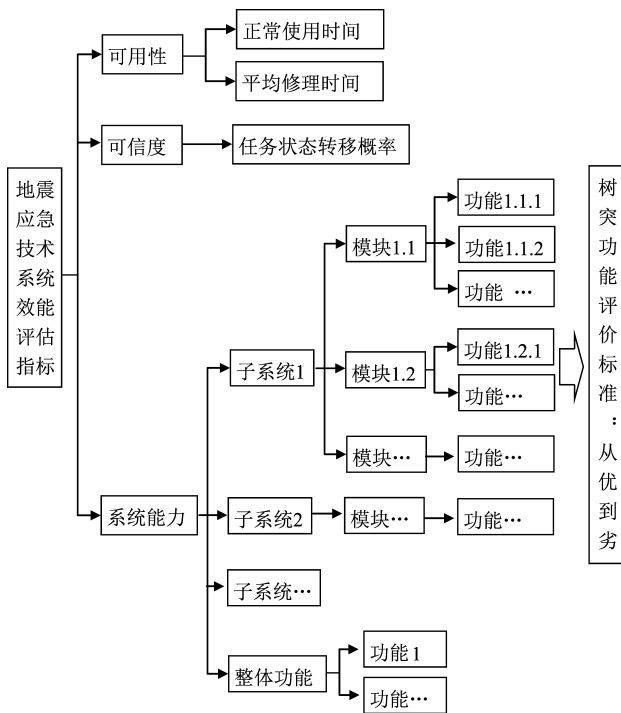 地震
应急
技术
系统
效能
评估
指标
可用性
正常使用时间
平均修理时间
可信度
任务状态转移概率
系统能力
子系统1
模块1.1
功能1.1.1
功能1.1.2
功能 …
模块1.2
功能1.2.1
功能…
模块…
功能…
子系统2
模块…
功能…
子系统…
整体功能
功能1
功能…
树
突
功
能
评
价
标
准
:
从
优
到
劣